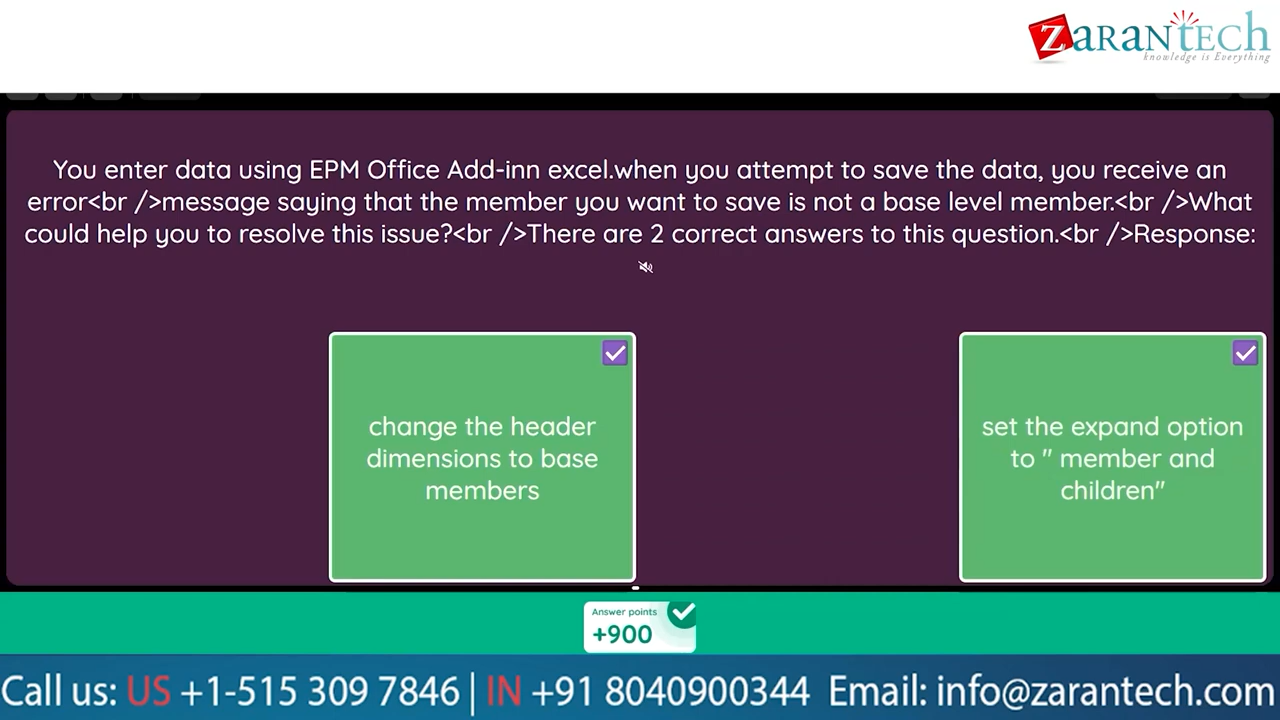 ZARANTECH
knowledge is Everything
You enter data using EPM Office Add-inn excel.when you attempt to save the data, you receive an
error<br />message saying that the member you want to save is not a base level member.<br />What
could help you to resolve this issue?<br />There are 2 correct answers to this question.<br />Response:
change the header
dimensions to base
members
set the expand option
to " member and
children"
Answer points
+900
Call us: US +1-515 309 7846 | IN +91 8040900344 Email: info@zarantech.com